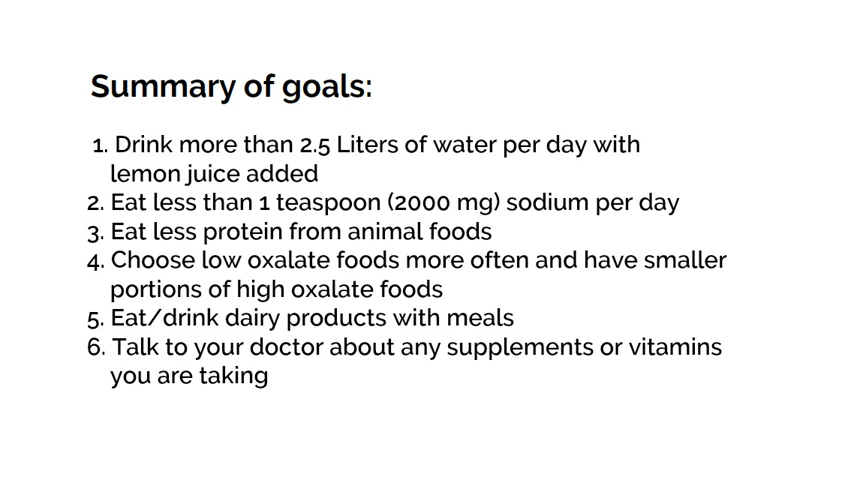 Summary of goals:
1. Drink more than 2.5 Liters of water per day with
lemon juice added
2. Eat less than 1 teaspoon (2000 mg) sodium per day
3. Eat less protein from animal foods
4. Choose low oxalate foods more often and have smaller
portions of high oxalate foods
5. Eat/drink dairy products with meals
6. Talk to your doctor about any supplements or vitamins
you are taking